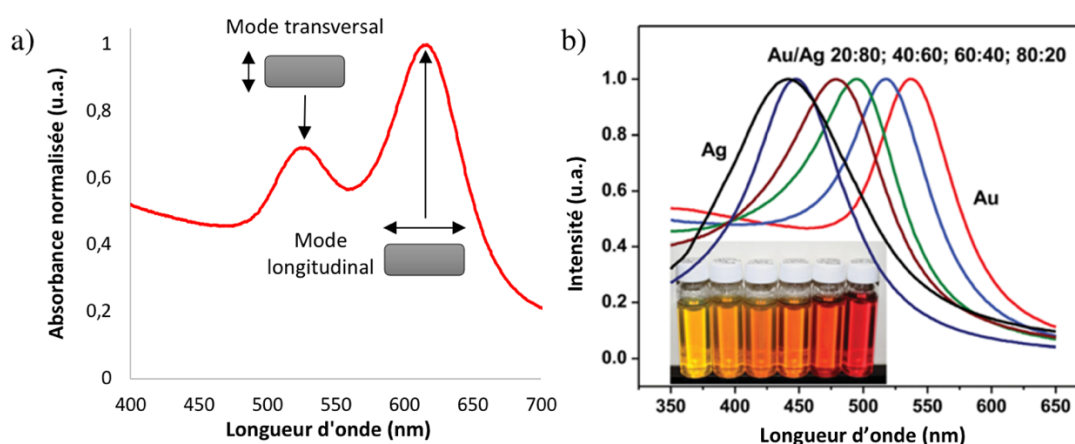 a)
Mode transversal
Absorbance normalisée (u.a.)
1
0,8
0,6
0,4
0,2
0
Mode
longitudinal
400
450
500
550
600
650
700
Longueur d'onde (nm)
b)
Au/Ag 20:80; 40:60; 60:40; 80:20
Intensité (u.a.)
1.0
0.8
0.6
0.4
0.2
0.0
Ag
Au
350
400
450
500
550
600
650
Longueur d’onde (nm)